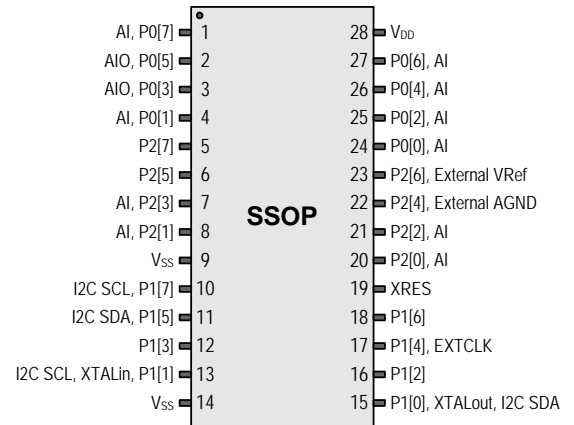 AI, P0[7] 1 28 VDD
AIO, P0[5] 2 27 P0[6], AI
AIO, P0[3] 3 26 P0[4], AI
AI, P0[1] 4 25 P0[2], AI
P2[7] 5 24 P0[0], AI
P2[5] 6 23 P2[6], External VRef
AI, P2[3] 7 22 P2[4], External AGND
SSOP
AI, P2[1] 8 21 P2[2], AI
Vss 9 20 P2[0], AI
I2C SCL, P1[7] 10 19 XRES
I2C SDA, P1[5] 11 18 P1[6]
P1[3] 12 17 P1[4], EXTCLK
I2C SCL, XTALin, P1[1] 13 16 P1[2]
Vss 14 15 P1[0], XTALout, I2C SDA